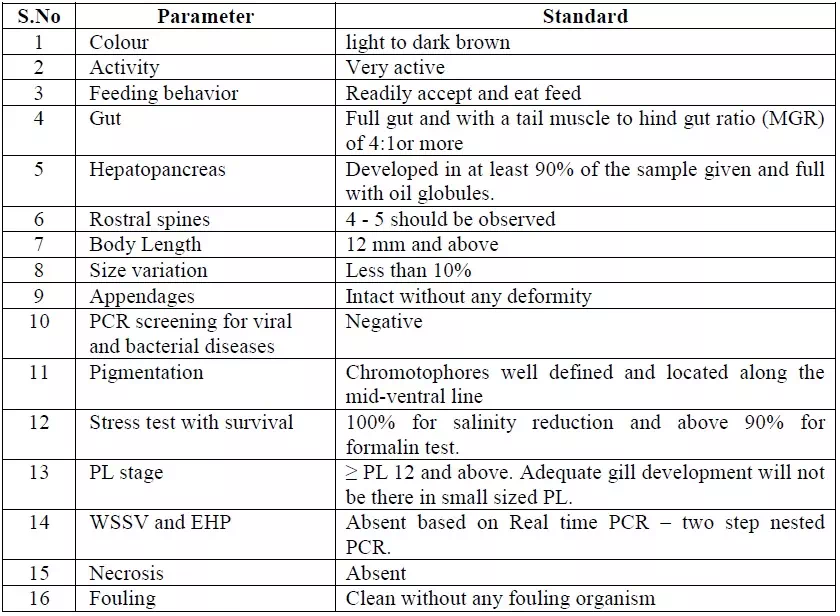 S.No Parameter Standard
1 Colour light to dark brown
2 Activity Very active
3 Feeding behavior Readily accept and eat feed
4 Gut Full gut and with a tail muscle to hind gut ratio (MGR)
of 4:1or more
5 Hepatopancreas Developed in at least 90% of the sample given and full
with oil globules.
6 Rostral spines 4 - 5 should be observed
7 Body Length 12 mm and above
8 Size variation Less than 10%
9 Appendages Intact without any deformity
10 PCR screening for viral Negative
and bacterial diseases
11 Pigmentation Chromotophores well defined and located along the
mid-ventral line
12 Stress test with survival 100% for salinity reduction and above 90% for
formalin test.
13 PL stage ≥ PL 12 and above. Adequate gill development will not
be there in small sized PL.
14 WSSV and EHP Absent based on Real time PCR – two step nested
PCR.
15 Necrosis Absent
16 Fouling Clean without any fouling organism